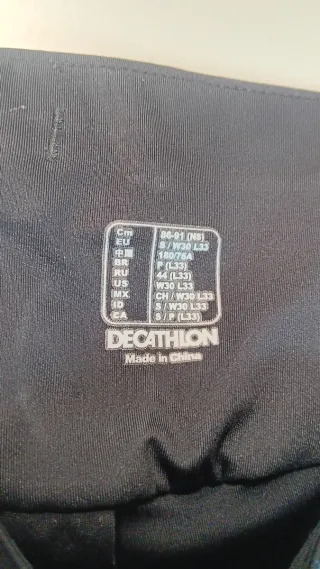 Cm 86-91 (N8)
EU S / W30 L33
中国 180/76A
BR P (L33)
RU 44 (L33)
US W30 L33
MX CH / W30 L33
ID S / W30 L33
CA S / P (L33)
DECATHLON
Made in China